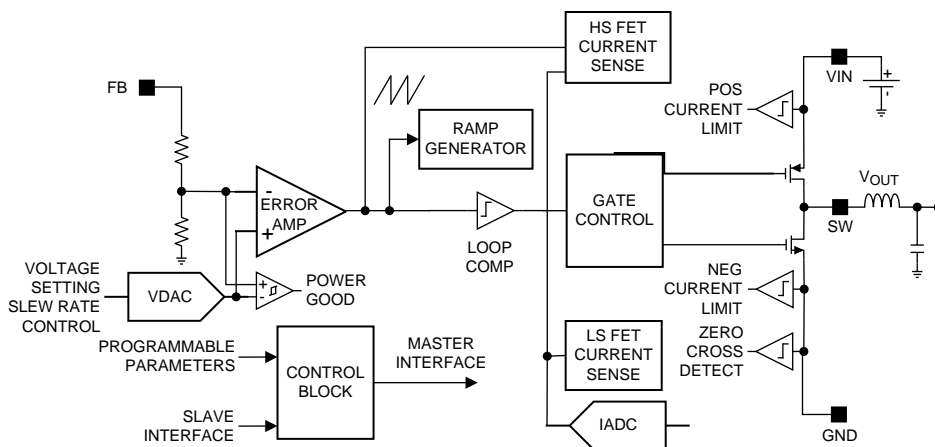 HS FET
CURRENT
SENSE
VIN
+
-
FB
POS
CURRENT
LIMIT
RAMP
GENERATOR
-
ERROR
AMP
+
GATE
CONTROL
VOUT
SW
LOOP
COMP
VOLTAGE
SETTING
SLEW RATE
CONTROL
VDAC
+
-
POWER
GOOD
NEG
CURRENT
LIMIT
PROGRAMMABLE
PARAMETERS
CONTROL
BLOCK
MASTER
INTERFACE
LS FET
CURRENT
SENSE
ZERO
CROSS
DETECT
SLAVE
INTERFACE
IADC
GND